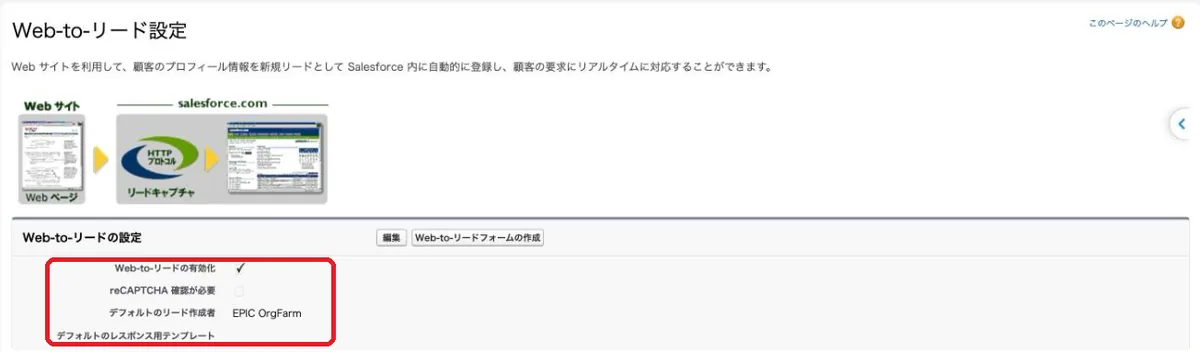 Web-to-リード設定
このページのヘルプ ?
Web サイトを利用して、顧客のプロフィール情報を新規リードとして Salesforce 内に自動的に登録し、顧客の要求にリアルタイムに対応することができます。
Web サイト
salesforce.com
HTTP
プロトコル
Web ページ
リードキャプチャ
Web-to-リードの設定
編集
Web-to-リードフォームの作成
Web-to-リードの有効化 ✓
reCAPTCHA 確認が必要
デフォルトのリード作成者 EPIC OrgFarm
デフォルトのレスポンス用テンプレート